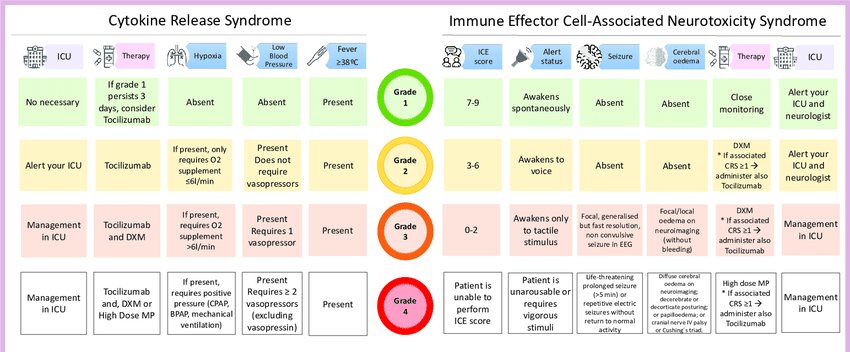 Cytokine Release Syndrome
Immune Effector Cell-Associated Neurotoxicity Syndrome
ICU
Therapy
Hypoxia
Low
Blood
Pressure
Fever
≥38ºC
ICE
score
Alert
status
Seizure
Cerebral
oedema
Therapy
ICU
No necessary
If grade 1
persists 3
days, consider
Tocilizumab
Absent
Absent
Present
Grade
1
7-9
Awakens
spontaneously
Absent
Absent
Close
monitoring
Alert your
ICU and
neurologist
Alert your ICU
Tocilizumab
If present, only
requires O2
supplement
≤6l/min
Present
Does not
require
vasopressors
Present
Grade
2
3-6
Awakens to
voice
Absent
Absent
DXM
* If associated
CRS ≥1 →
administer also
Tocilizumab
Alert your
ICU and
neurologist
Management
in ICU
Tocilizumab
and DXM
If present,
requires O2
supplement
>6l/min
Present
Requires 1
vasopressor
Present
Grade
3
0-2
Awakens only
to tactile
stimulus
Focal, generalised
but fast resolution,
non convulsive
seizure in EEG
Focal/local
oedema on
neuroimaging
(without
bleeding)
DXM
* If associated
CRS ≥1 →
administer also
Tocilizumab
Management
in ICU
Management
in ICU
Tocilizumab
and, DXM or
High Dose MP
If present,
requires positive
pressure (CPAP,
BPAP, mechanical
ventilation)
Present
Requires ≥ 2
vasopressors
(excluding
vasopressin)
Present
Grade
4
Patient is
unable to
perform
ICE score
Patient is
unarousable or
requires
vigorous
stimuli
Life-threatening
prolonged seizure
(>5 min) or
repetitive electric
seizures without
return to normal
activity
Diffuse cerebral
oedema on
neuroimaging;
decerebrate or
decorticate posturing; or
papilloedema; or
cranial nerve IV palsy
or Cushing's triad.
High dose MP
* If associated
CRS ≥1 →
administer also
Tocilizumab
Management
in ICU